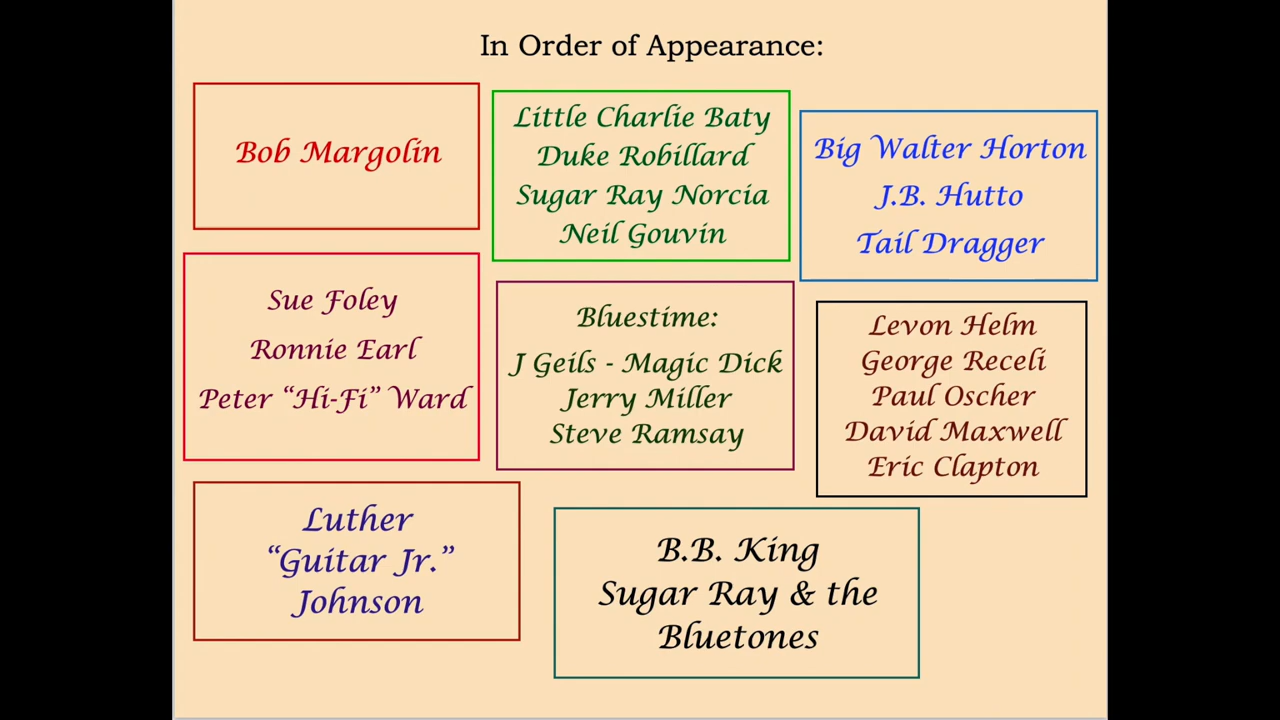 In Order of Appearance:
Bob Margolin
Little Charlie Baty
Duke Robillard
Sugar Ray Norcia
Neil Gouvin
Big Walter Horton
J.B. Hutto
Tail Dragger
Sue Foley
Ronnie Earl
Peter “Hi-Fi” Ward
Bluestime:
J Geils - Magic Dick
Jerry Miller
Steve Ramsay
Levon Helm
George Receli
Paul Oscher
David Maxwell
Eric Clapton
Luther
“Guitar Jr.”
Johnson
B.B. King
Sugar Ray & the
Bluetones